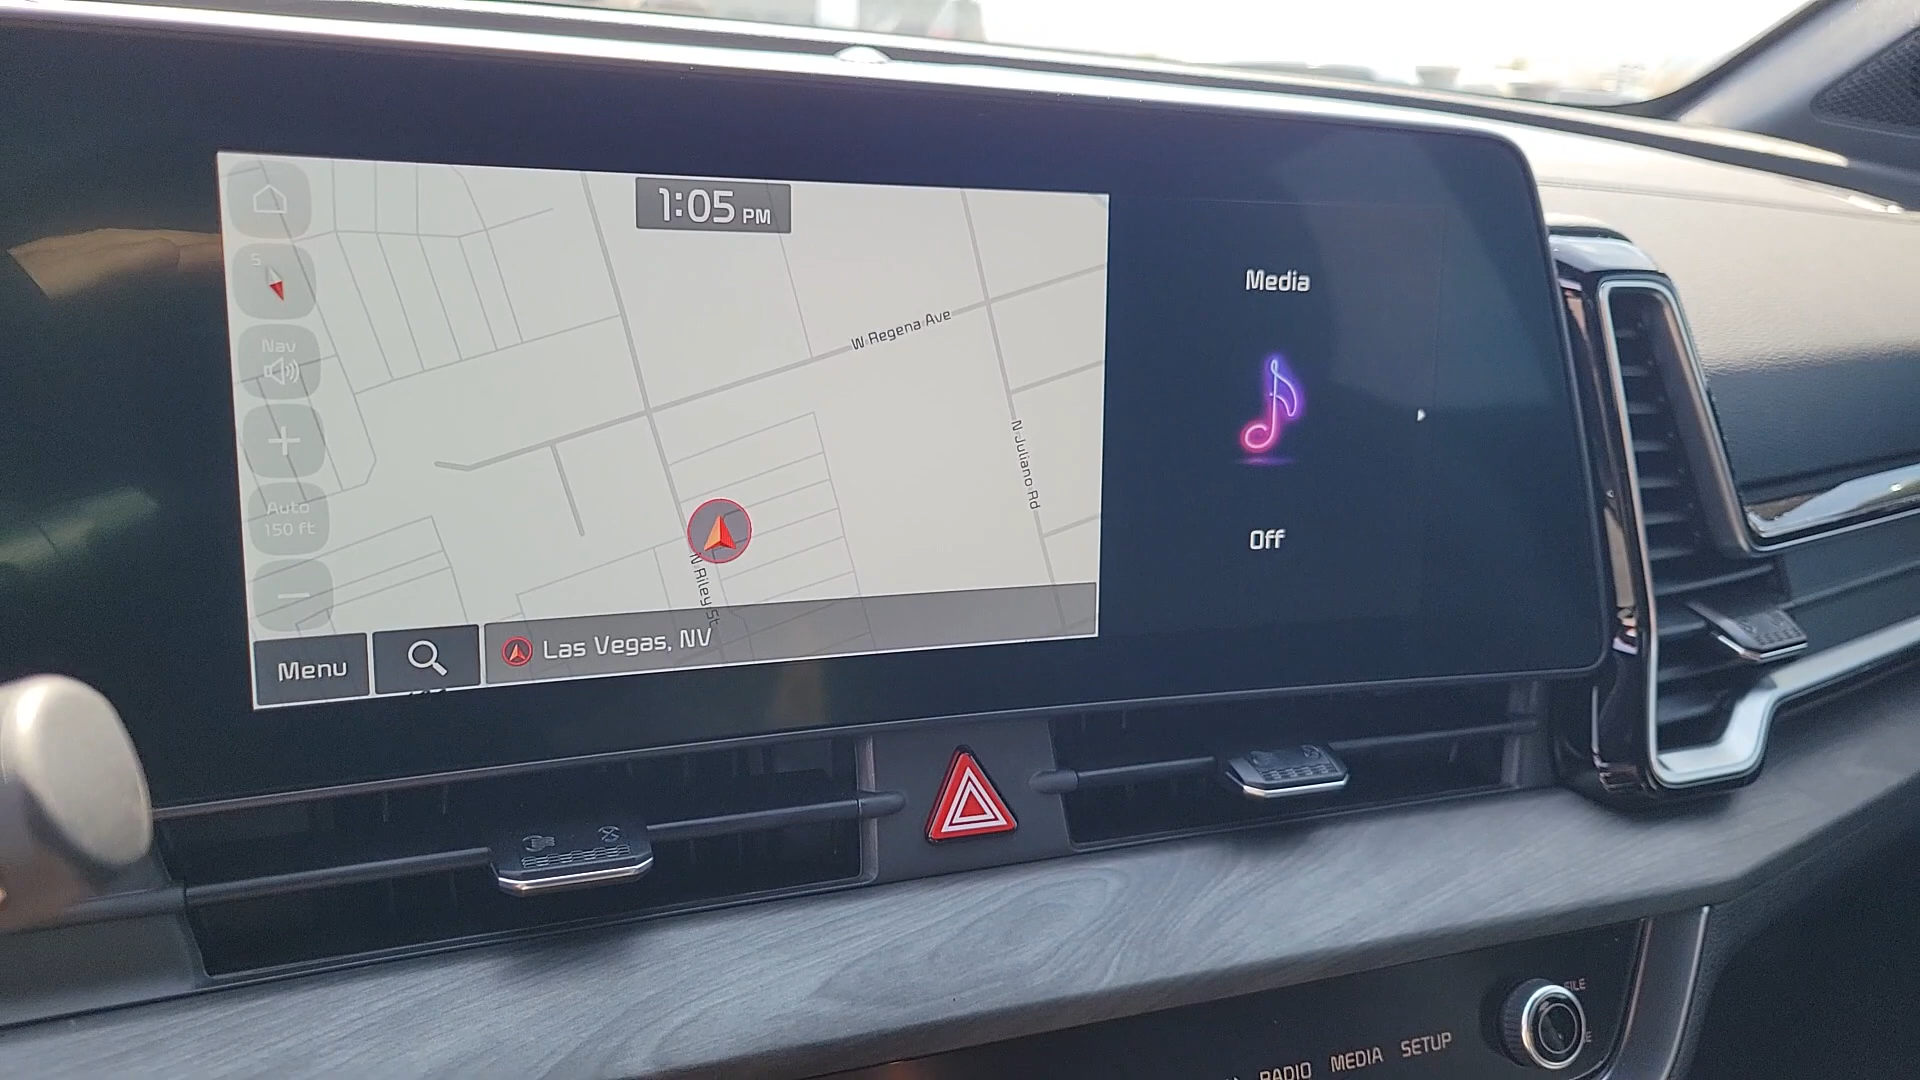 1:05 PM
S
Nav
Auto
150 ft
W Regena Ave
N Juliano Rd
N Riley St
Menu
Las Vegas, NV
Media
Off
RADIO MEDIA SETUP
FILE